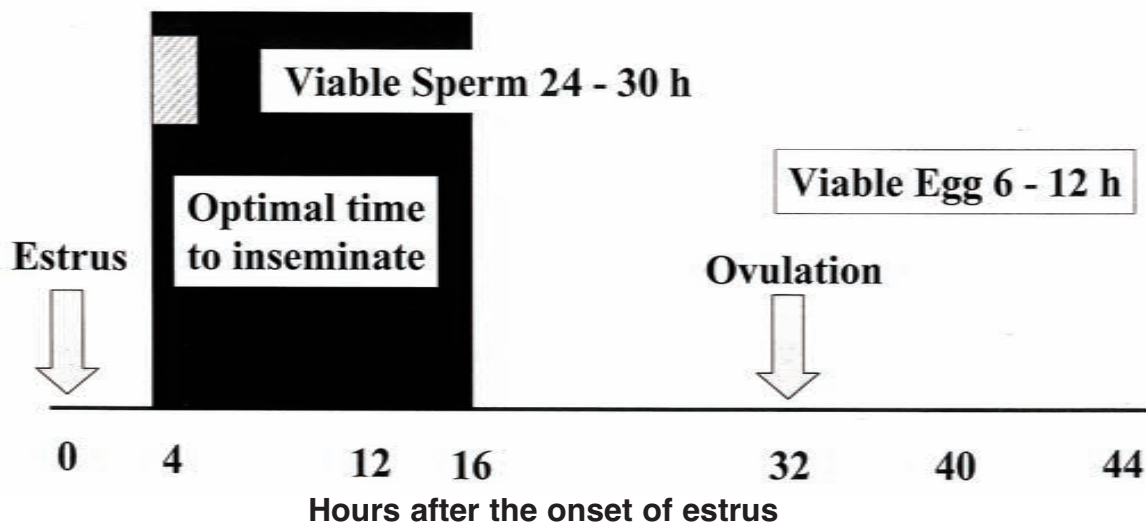 Viable Sperm 24 - 30 h
Viable Egg 6 - 12 h
Optimal time
to inseminate
Estrus
Ovulation
0 4 12 16 32 40 44
Hours after the onset of estrus